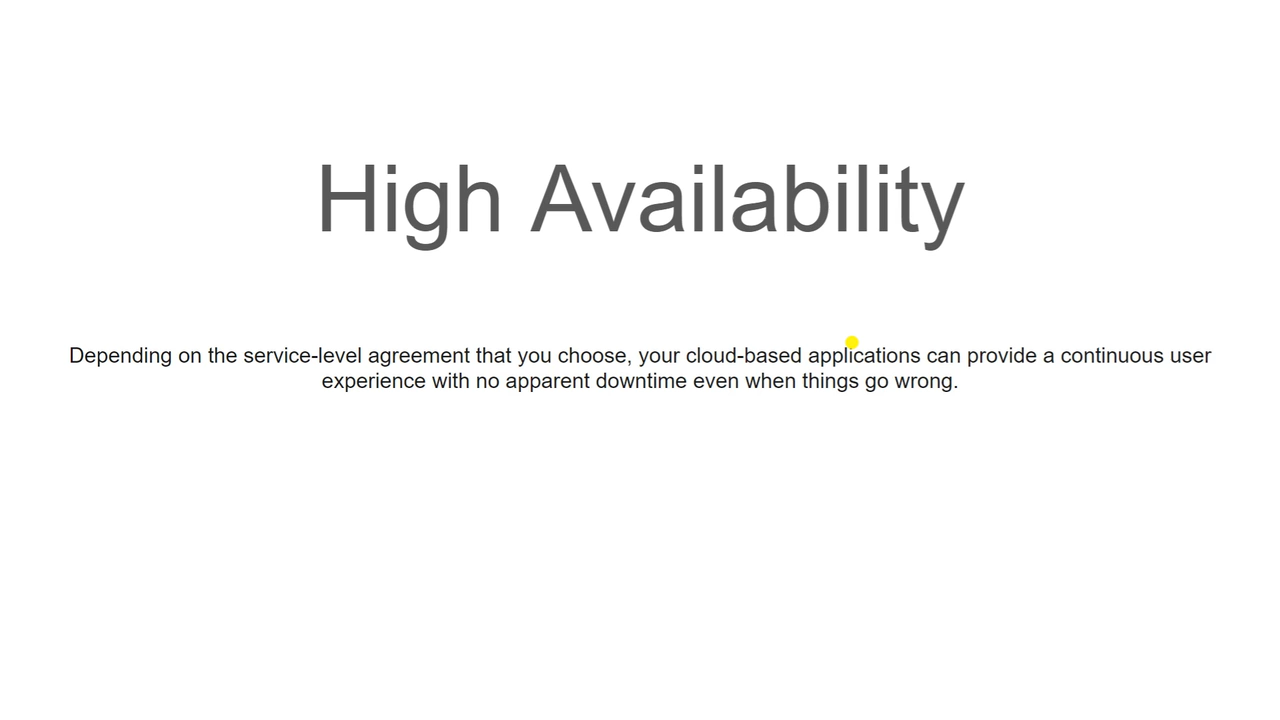 High Availability
Depending on the service-level agreement that you choose, your cloud-based applications can provide a continuous user
experience with no apparent downtime even when things go wrong.